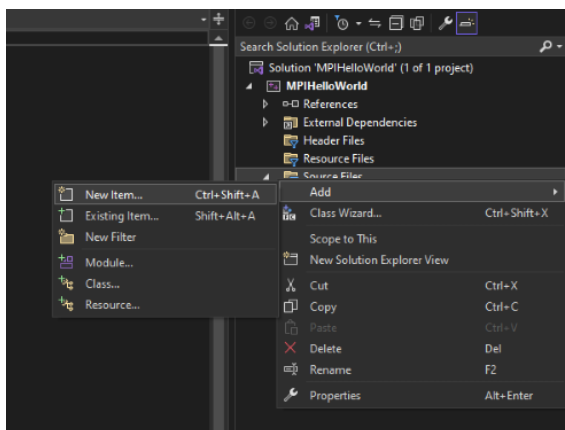 Search Solution Explorer (Ctrl+;)
Solution 'MPIHelloWorld' (1 of 1 project)
MPIHelloWorld
References
External Dependencies
Header Files
Resource Files
Source Files
New Item... Ctrl+Shift+A
Existing Item... Shift+Alt+A
New Filter
Module...
Class...
Resource...
Add
Class Wizard... Ctrl+Shift+X
Scope to This
New Solution Explorer View
Cut Ctrl+X
Copy Ctrl+C
Paste Ctrl+V
Delete Del
Rename F2
Properties Alt+Enter